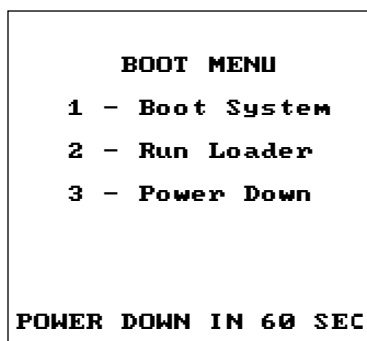 BOOT MENU
1 - Boot System
2 - Run Loader
3 - Power Down
POWER DOWN IN 60 SEC